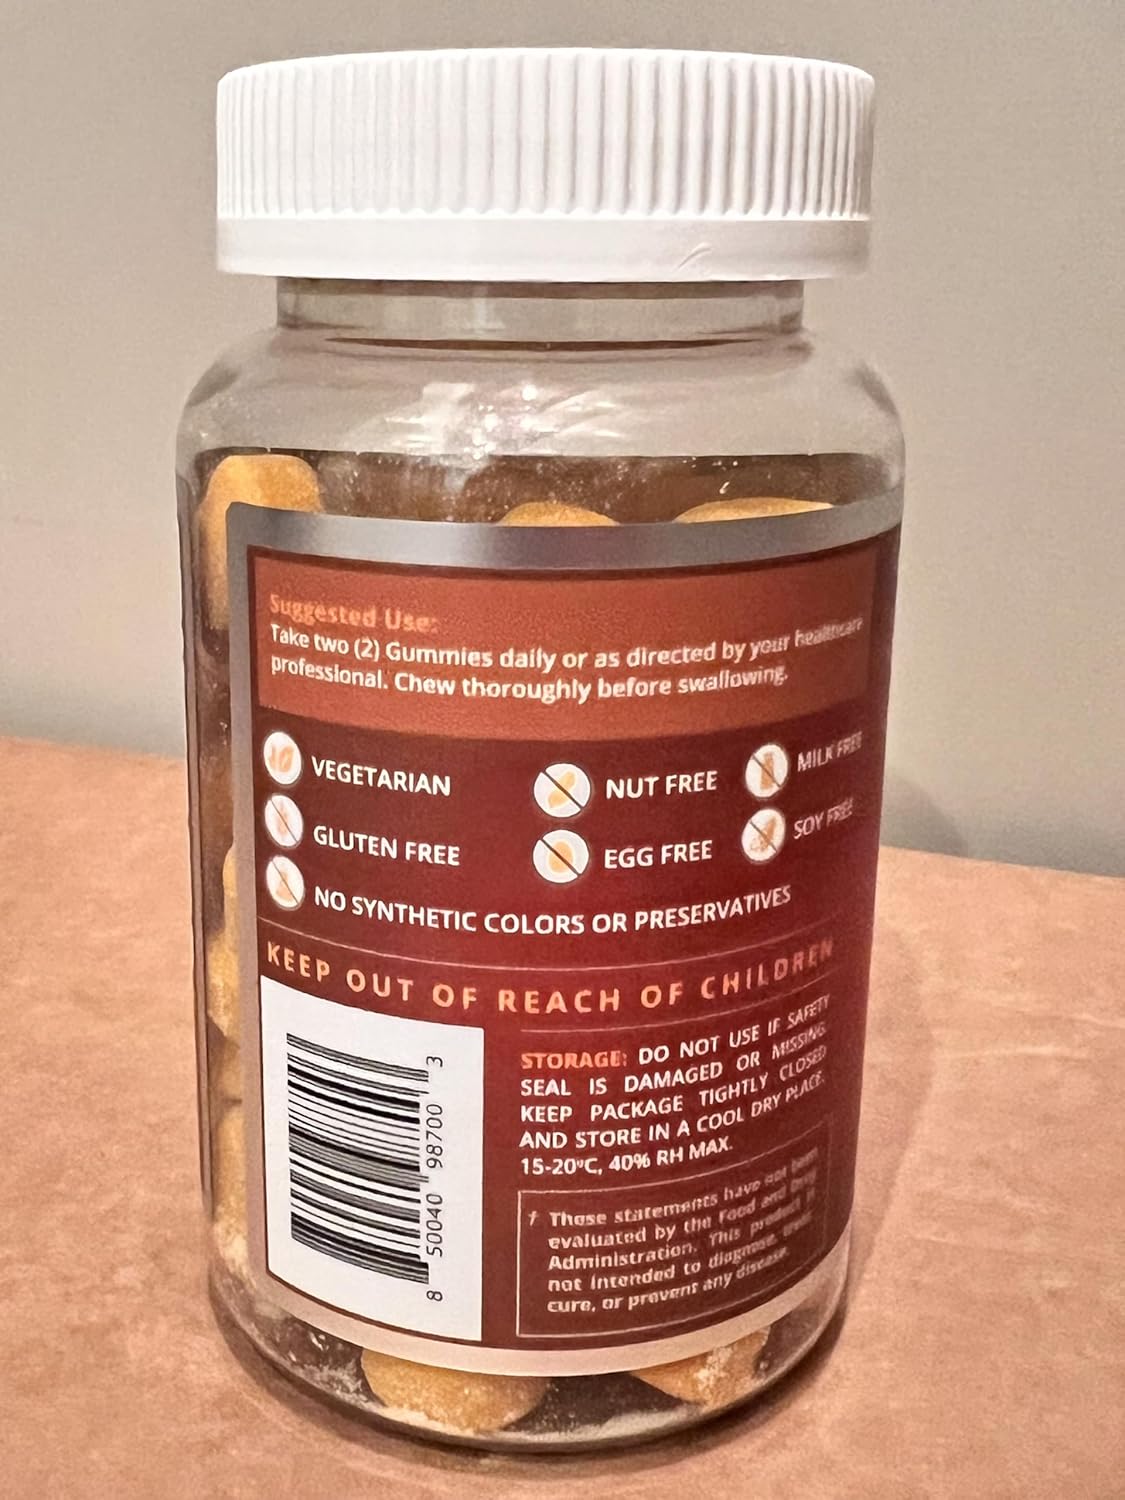 Suggested Use:
Take two (2) Gummies daily or as directed by your healthcare
professional. Chew thoroughly before swallowing.
VEGETARIAN
NUT FREE
MILK FREE
GLUTEN FREE
EGG FREE
SOY FREE
NO SYNTHETIC COLORS OR PRESERVATIVES
KEEP OUT OF REACH OF CHILDREN
8 50040 98700 3
STORAGE: DO NOT USE IF SAFETY
SEAL IS DAMAGED OR MISSING.
KEEP PACKAGE TIGHTLY CLOSED
AND STORE IN A COOL DRY PLACE.
15-20°C, 40% RH MAX.
† These statements have not been
evaluated by the Food and Drug
Administration. This product is
not intended to diagnose, treat,
cure, or prevent any disease.